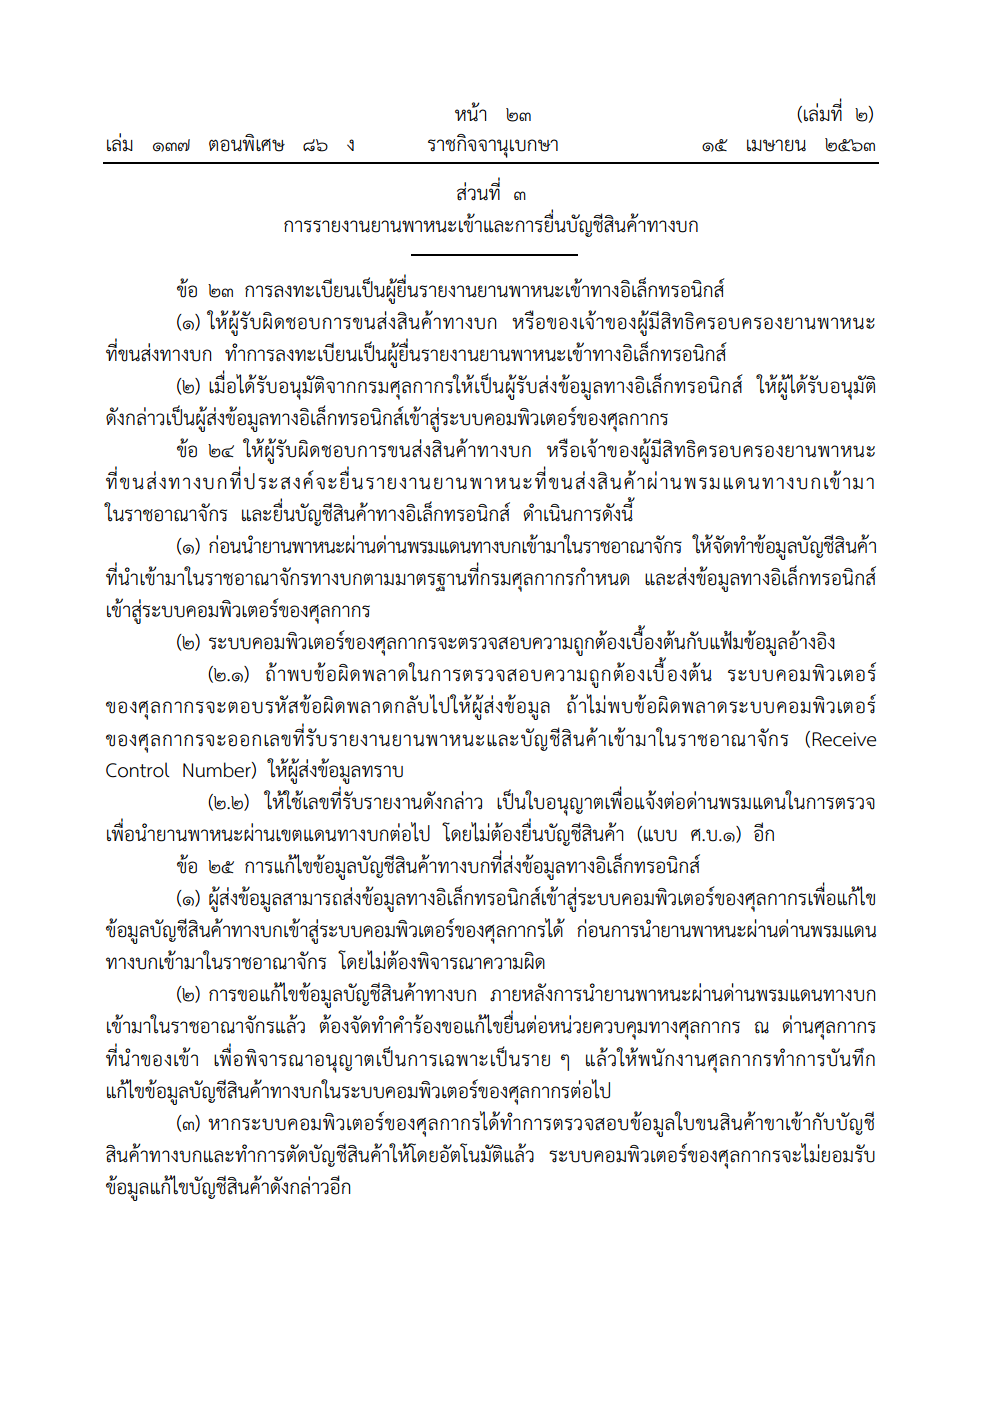 หน้า ๒๓ (เล่มที่ ๒)
เล่ม ๑๓๗ ตอนพิเศษ ๘๖ ง ราชกิจจานุเบกษา ๑๕ เมษายน ๒๕๖๓
ส่วนที่ ๓
การรายงานยานพาหนะเข้าและการยื่นบัญชีสินค้าทางบก
ข้อ ๒๓ การลงทะเบียนเป็นผู้ยื่นรายงานยานพาหนะเข้าทางอิเล็กทรอนิกส์
(๑) ให้ผู้รับผิดชอบการขนส่งสินค้าทางบก หรือของเจ้าของผู้มีสิทธิครอบครองยานพาหนะ
ที่ขนส่งทางบก ทำการลงทะเบียนเป็นผู้ยื่นรายงานยานพาหนะเข้าทางอิเล็กทรอนิกส์
(๒) เมื่อได้รับอนุมัติจากกรมศุลกากรให้เป็นผู้รับส่งข้อมูลทางอิเล็กทรอนิกส์ ให้ผู้ได้รับอนุมัติ
ดังกล่าวเป็นผู้ส่งข้อมูลทางอิเล็กทรอนิกส์เข้าสู่ระบบคอมพิวเตอร์ของศุลกากร
ข้อ ๒๔ ให้ผู้รับผิดชอบการขนส่งสินค้าทางบก หรือเจ้าของผู้มีสิทธิครอบครองยานพาหนะ
ที่ขนส่งทางบกที่ประสงค์จะยื่นรายงานยานพาหนะที่ขนส่งสินค้าผ่านพรมแดนทางบกเข้ามา
ในราชอาณาจักร และยื่นบัญชีสินค้าทางอิเล็กทรอนิกส์ ดำเนินการดังนี้
(๑) ก่อนนำยานพาหนะผ่านด่านพรมแดนทางบกเข้ามาในราชอาณาจักร ให้จัดทำข้อมูลบัญชีสินค้า
ที่นำเข้ามาในราชอาณาจักรทางบกตามมาตรฐานที่กรมศุลกากรกำหนด และส่งข้อมูลทางอิเล็กทรอนิกส์
เข้าสู่ระบบคอมพิวเตอร์ของศุลกากร
(๒) ระบบคอมพิวเตอร์ของศุลกากรจะตรวจสอบความถูกต้องเบื้องต้นกับแฟ้มข้อมูลอ้างอิง
(๒.๑) ถ้าพบข้อผิดพลาดในการตรวจสอบความถูกต้องเบื้องต้น ระบบคอมพิวเตอร์
ของศุลกากรจะตอบรหัสข้อผิดพลาดกลับไปให้ผู้ส่งข้อมูล ถ้าไม่พบข้อผิดพลาดระบบคอมพิวเตอร์
ของศุลกากรจะออกเลขที่รับรายงานยานพาหนะและบัญชีสินค้าเข้ามาในราชอาณาจักร (Receive
Control Number) ให้ผู้ส่งข้อมูลทราบ
(๒.๒) ให้ใช้เลขที่รับรายงานดังกล่าว เป็นใบอนุญาตเพื่อแจ้งต่อด่านพรมแดนในการตรวจ
เพื่อนำยานพาหนะผ่านเขตแดนทางบกต่อไป โดยไม่ต้องยื่นบัญชีสินค้า (แบบ ศ.บ.๑) อีก
ข้อ ๒๕ การแก้ไขข้อมูลบัญชีสินค้าทางบกที่ส่งข้อมูลทางอิเล็กทรอนิกส์
(๑) ผู้ส่งข้อมูลสามารถส่งข้อมูลทางอิเล็กทรอนิกส์เข้าสู่ระบบคอมพิวเตอร์ของศุลกากรเพื่อแก้ไข
ข้อมูลบัญชีสินค้าทางบกเข้าสู่ระบบคอมพิวเตอร์ของศุลกากรได้ ก่อนการนำยานพาหนะผ่านด่านพรมแดน
ทางบกเข้ามาในราชอาณาจักร โดยไม่ต้องพิจารณาความผิด
(๒) การขอแก้ไขข้อมูลบัญชีสินค้าทางบก ภายหลังการนำยานพาหนะผ่านด่านพรมแดนทางบก
เข้ามาในราชอาณาจักรแล้ว ต้องจัดทำคำร้องขอแก้ไขยื่นต่อหน่วยควบคุมทางศุลกากร ณ ด่านศุลกากร
ที่นำของเข้า เพื่อพิจารณาอนุญาตเป็นการเฉพาะเป็นราย ๆ แล้วให้พนักงานศุลกากรทำการบันทึก
แก้ไขข้อมูลบัญชีสินค้าทางบกในระบบคอมพิวเตอร์ของศุลกากรต่อไป
(๓) หากระบบคอมพิวเตอร์ของศุลกากรได้ทำการตรวจสอบข้อมูลใบขนสินค้าขาเข้ากับบัญชี
สินค้าทางบกและทำการตัดบัญชีสินค้าให้โดยอัตโนมัติแล้ว ระบบคอมพิวเตอร์ของศุลกากรจะไม่ยอมรับ
ข้อมูลแก้ไขบัญชีสินค้าดังกล่าวอีก